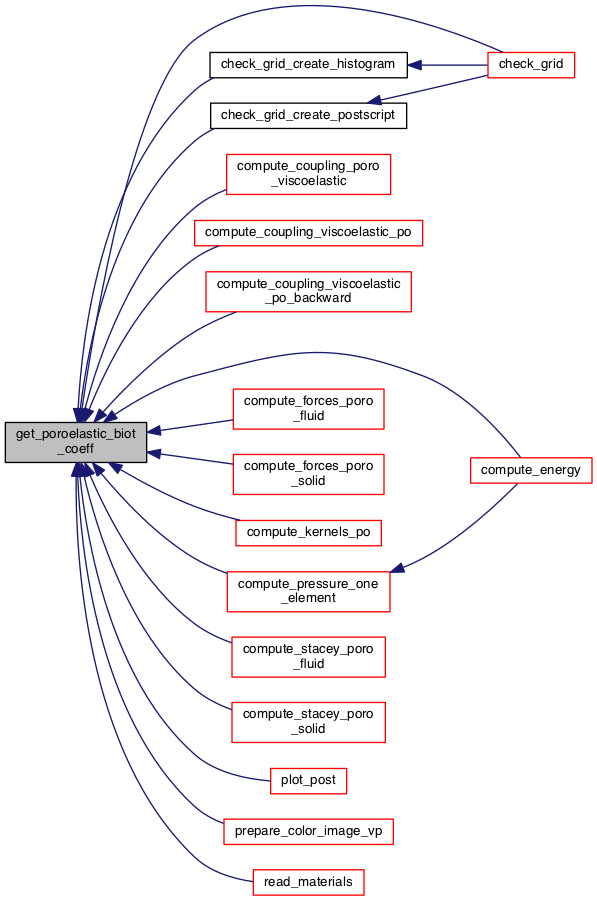 check_grid_create_histogram
check_grid
check_grid_create_postscript
compute_coupling_poro
_viscoelastic
compute_coupling_viscoelastic_po
compute_coupling_viscoelastic
_po_backward
compute_forces_poro
_fluid
get_poroelastic_biot
_coeff
compute_forces_poro
_solid
compute_energy
compute_kernels_po
compute_pressure_one
_element
compute_stacey_poro
_fluid
compute_stacey_poro
_solid
plot_post
prepare_color_image_vp
read_materials